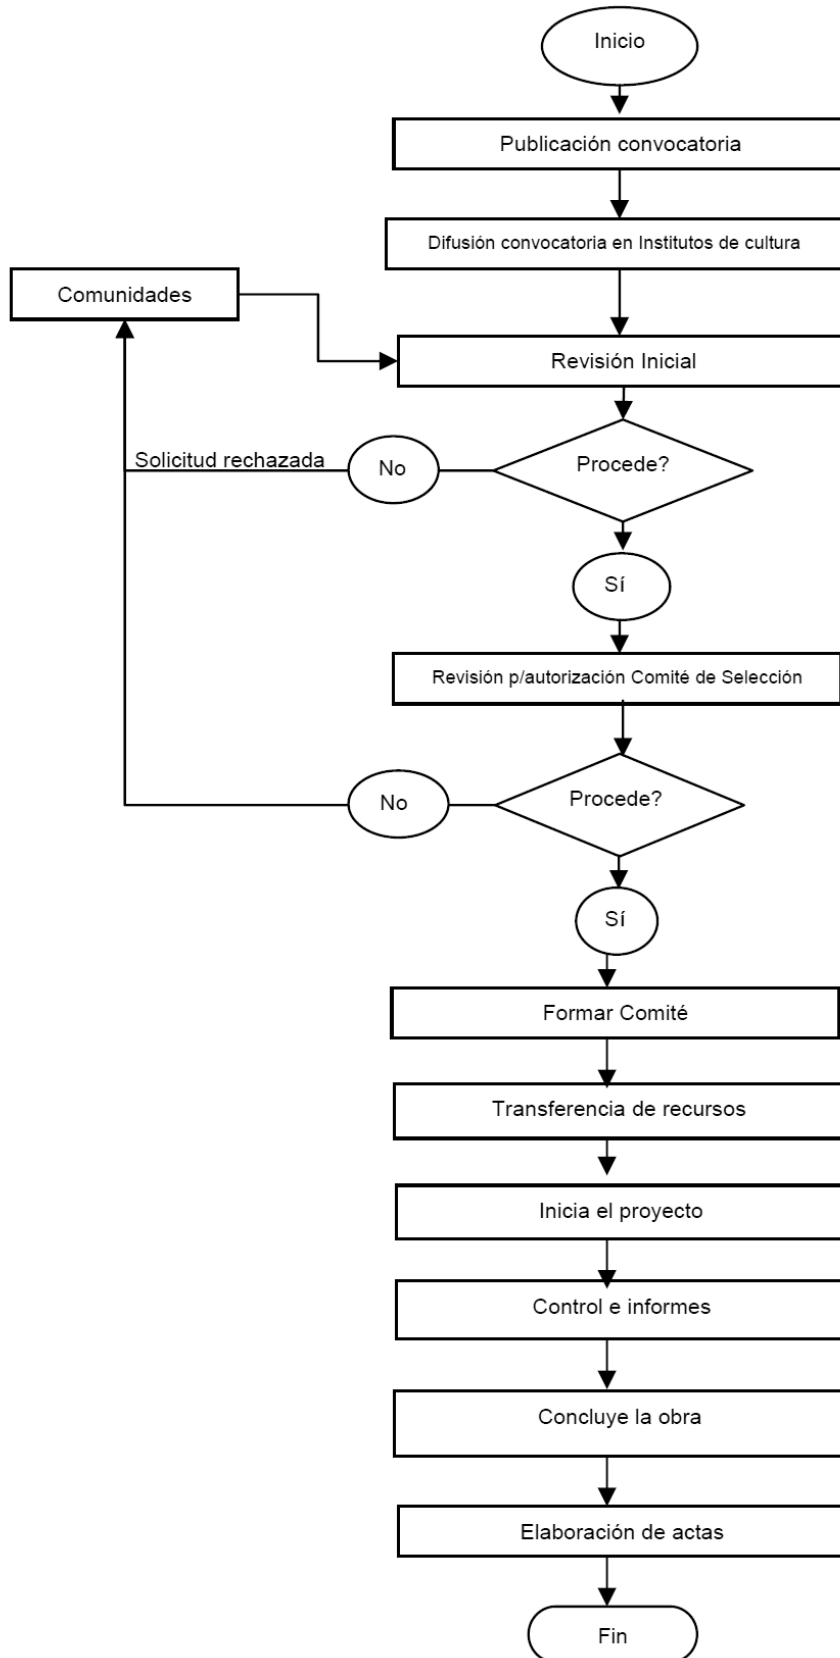 Inicio
Publicación convocatoria
Difusión convocatoria en Institutos de cultura
Comunidades
Revisión Inicial
Solicitud rechazada
No
Procede?
Sí
Revisión p/autorización Comité de Selección
No
Procede?
Sí
Formar Comité
Transferencia de recursos
Inicia el proyecto
Control e informes
Concluye la obra
Elaboración de actas
Fin